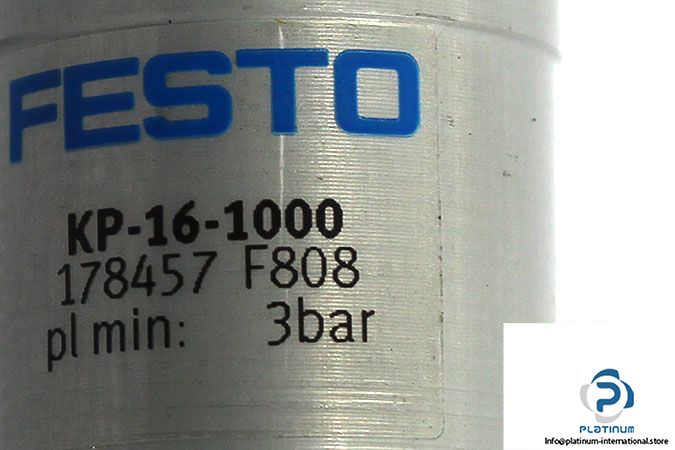 FESTO
KP-16-1000
178457 F808
pl min: 3bar
PLATINUM
info@platinum-international.store